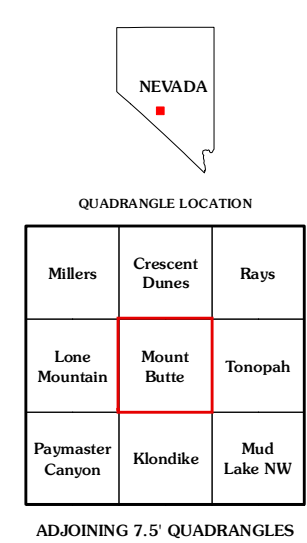 NEVADA
QUADRANGLE LOCATION
Millers
Crescent
Dunes
Rays
Lone
Mountain
Mount
Butte
Tonopah
Paymaster
Canyon
Klondike
Mud
Lake NW
ADJOINING 7.5' QUADRANGLES